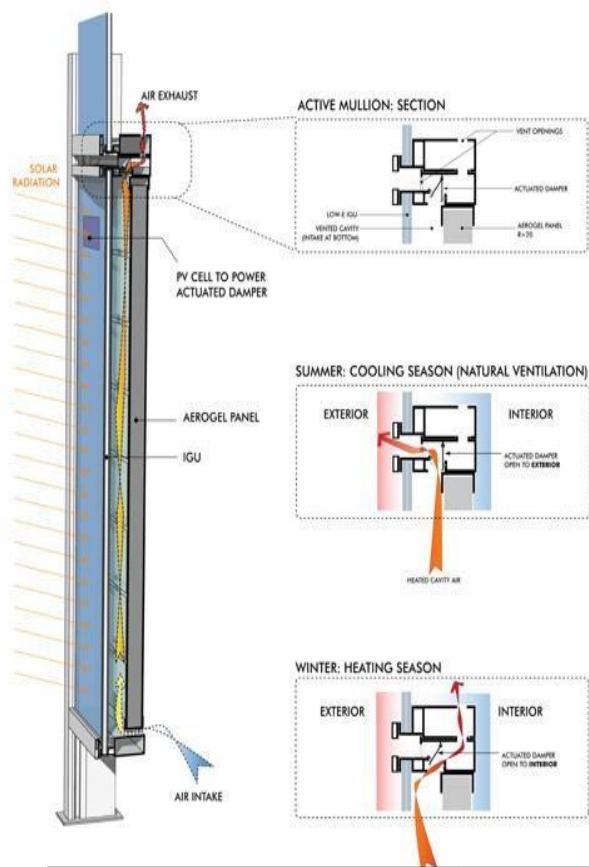 AIR EXHAUST
SOLAR
RADIATION
PV CELL TO POWER
ACTUATED DAMPER
AEROGEL PANEL
IGU
AIR INTAKE
ACTIVE MULLION: SECTION
VENT OPENINGS
ACTUATED DAMPER
LOW-E IGU
VENTED CAVITY
(INTAKE AT BOTTOM)
AEROGEL PANEL
R=20
SUMMER: COOLING SEASON (NATURAL VENTILATION)
EXTERIOR
INTERIOR
ACTUATED DAMPER
OPEN TO EXTERIOR
HEATED CAVITY AIR
WINTER: HEATING SEASON
EXTERIOR
INTERIOR
ACTUATED DAMPER
OPEN TO INTERIOR